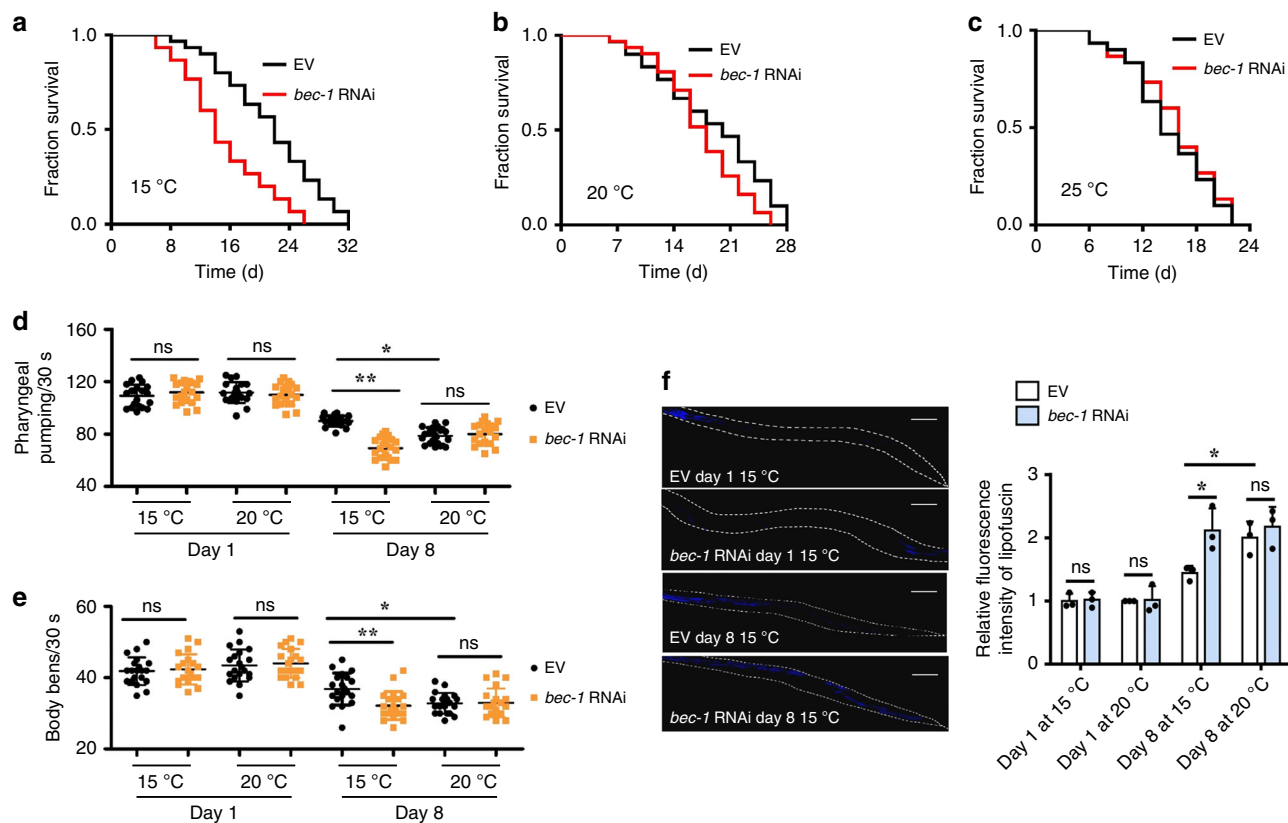 a
1.0
0.5
0.0
Fraction survival
EV
bec-1 RNAi
15 °C
0 8 16 24 32
Time (d)
b
1.0
0.5
0.0
Fraction survival
EV
bec-1 RNAi
20 °C
0 7 14 21 28
Time (d)
c
1.0
0.5
0.0
Fraction survival
EV
bec-1 RNAi
25 °C
0 6 12 18 24
Time (d)
d
160
120
80
40
Pharyngeal
pumping/30 s
ns ns * ** ns
EV
bec-1 RNAi
15 °C 20 °C 15 °C 20 °C
Day 1 Day 8
e
60
40
20
Body bens/30 s
ns ns * ** ns
EV
bec-1 RNAi
15 °C 20 °C 15 °C 20 °C
Day 1 Day 8
f
EV day 1 15 °C
bec-1 RNAi day 1 15 °C
EV day 8 15 °C
bec-1 RNAi day 8 15 °C
EV
bec-1 RNAi
3
2
1
0
Relative fluorescence
intensity of lipofuscin
ns ns * * ns
Day 1 at 15 °C
Day 1 at 20 °C
Day 8 at 15 °C
Day 8 at 20 °C